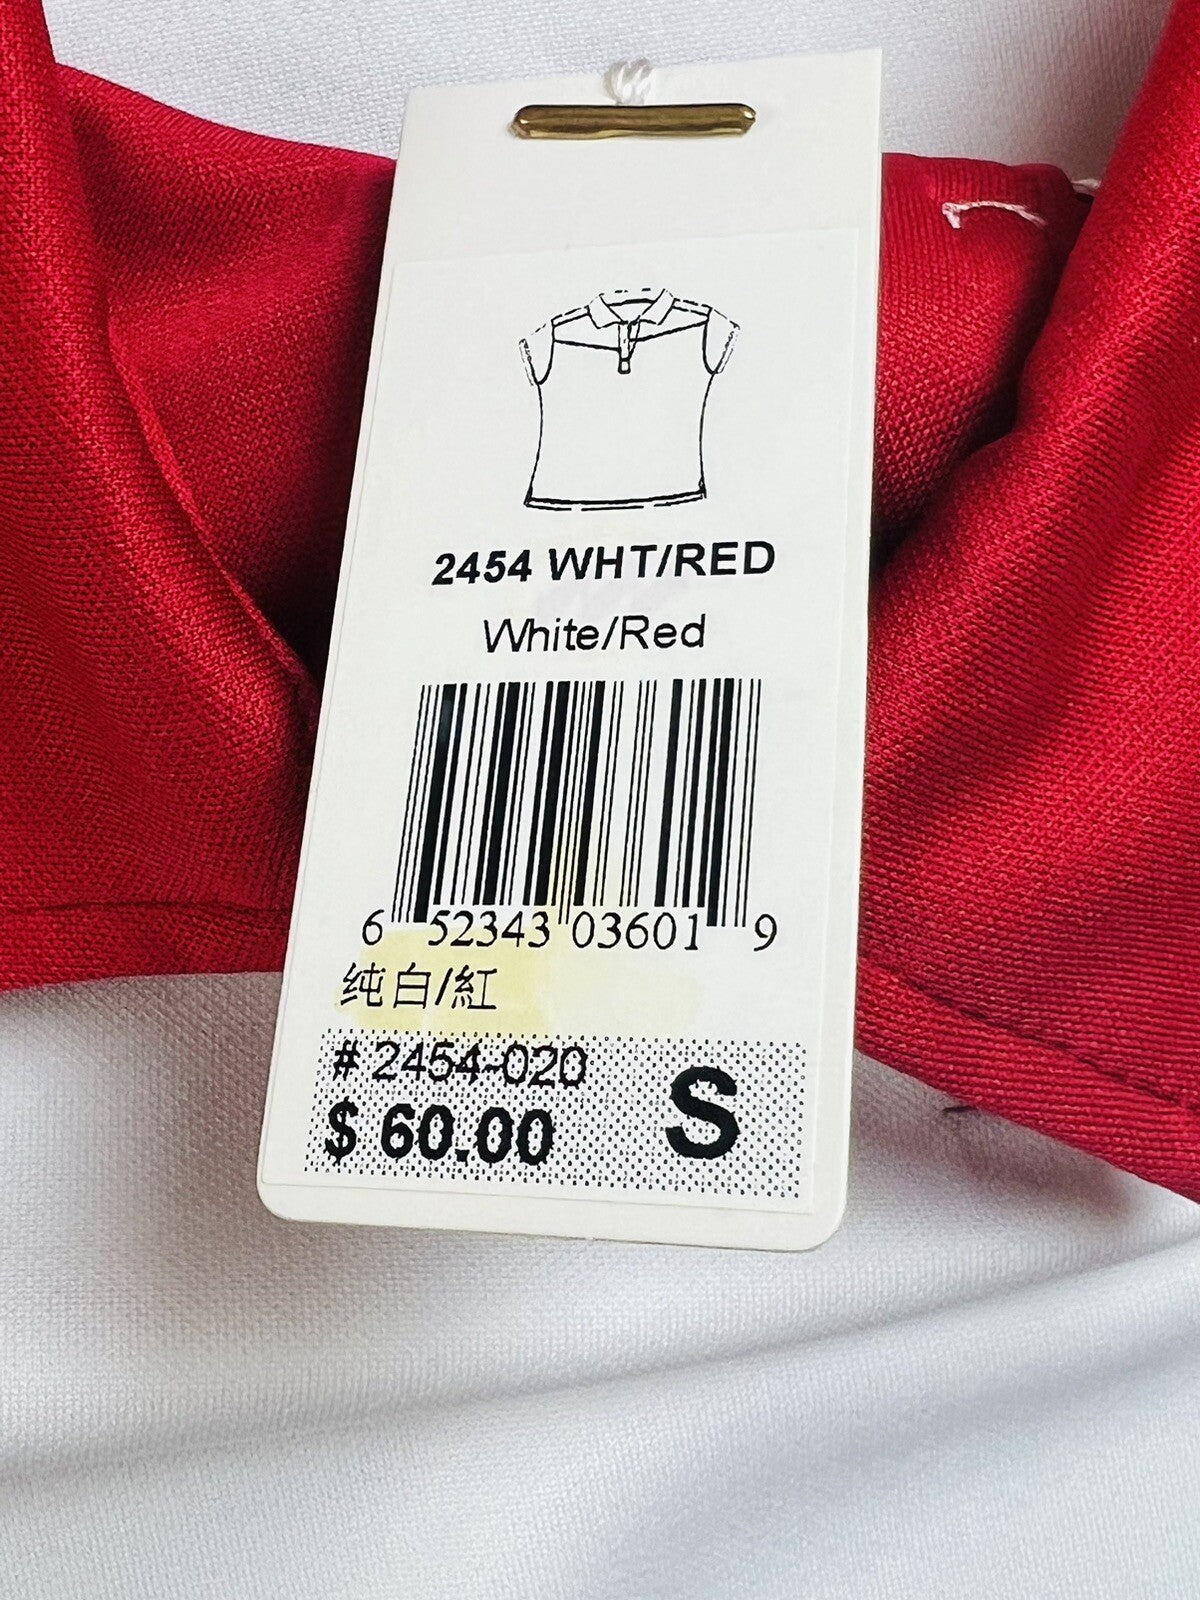 2454 WHT/RED
White/Red
6 52343 03601 9
纯白/紅
# 2454-020
$ 60.00 S